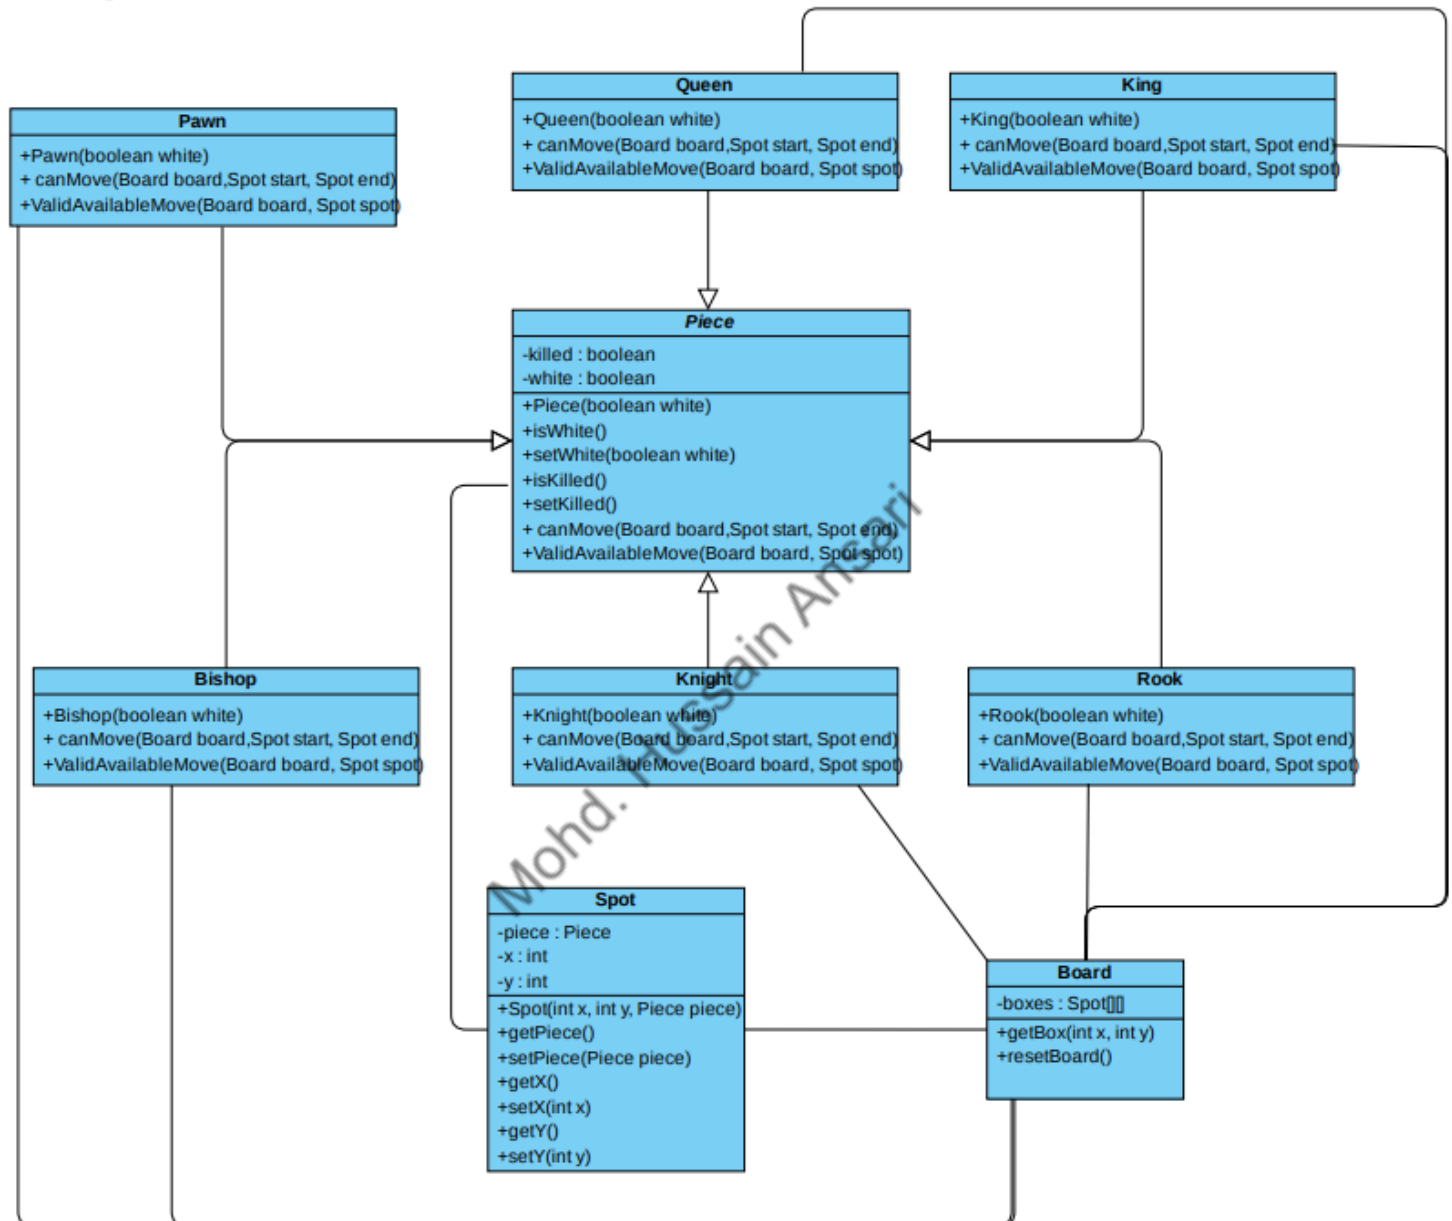 Queen
+Queen(boolean white)
+ canMove(Board board,Spot start, Spot end)
+ValidAvailableMove(Board board, Spot spot)
King
+King(boolean white)
+ canMove(Board board,Spot start, Spot end)
+ValidAvailableMove(Board board, Spot spot)
Pawn
+Pawn(boolean white)
+ canMove(Board board,Spot start, Spot end)
+ValidAvailableMove(Board board, Spot spot)
Piece
-killed : boolean
-white : boolean
+Piece(boolean white)
+isWhite()
+setWhite(boolean white)
+isKilled()
+setKilled()
+ canMove(Board board,Spot start, Spot end)
+ValidAvailableMove(Board board, Spot spot)
Bishop
+Bishop(boolean white)
+ canMove(Board board,Spot start, Spot end)
+ValidAvailableMove(Board board, Spot spot)
Knight
+Knight(boolean white)
+ canMove(Board board,Spot start, Spot end)
+ValidAvailableMove(Board board, Spot spot)
Rook
+Rook(boolean white)
+ canMove(Board board,Spot start, Spot end)
+ValidAvailableMove(Board board, Spot spot)
Mohd. Hussain Ansari
Spot
-piece : Piece
-x : int
-y : int
+Spot(int x, int y, Piece piece)
+getPiece()
+setPiece(Piece piece)
+getX()
+setX(int x)
+getY()
+setY(int y)
Board
-boxes : Spot[][]
+getBox(int x, int y)
+resetBoard()